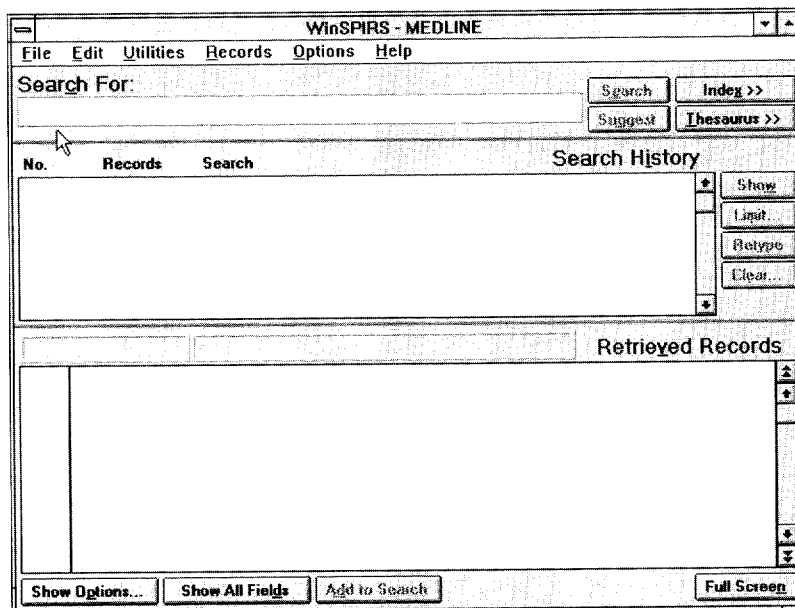 WinSPIRS - MEDLINE
File Edit Utilities Records Options Help
Search For:
Search Index >>
Suggest Thesaurus >>
No. Records Search Search History
Show
Limit...
Retype
Clear...
Retrieved Records
Show Options... Show All Fields Add to Search Full Screen